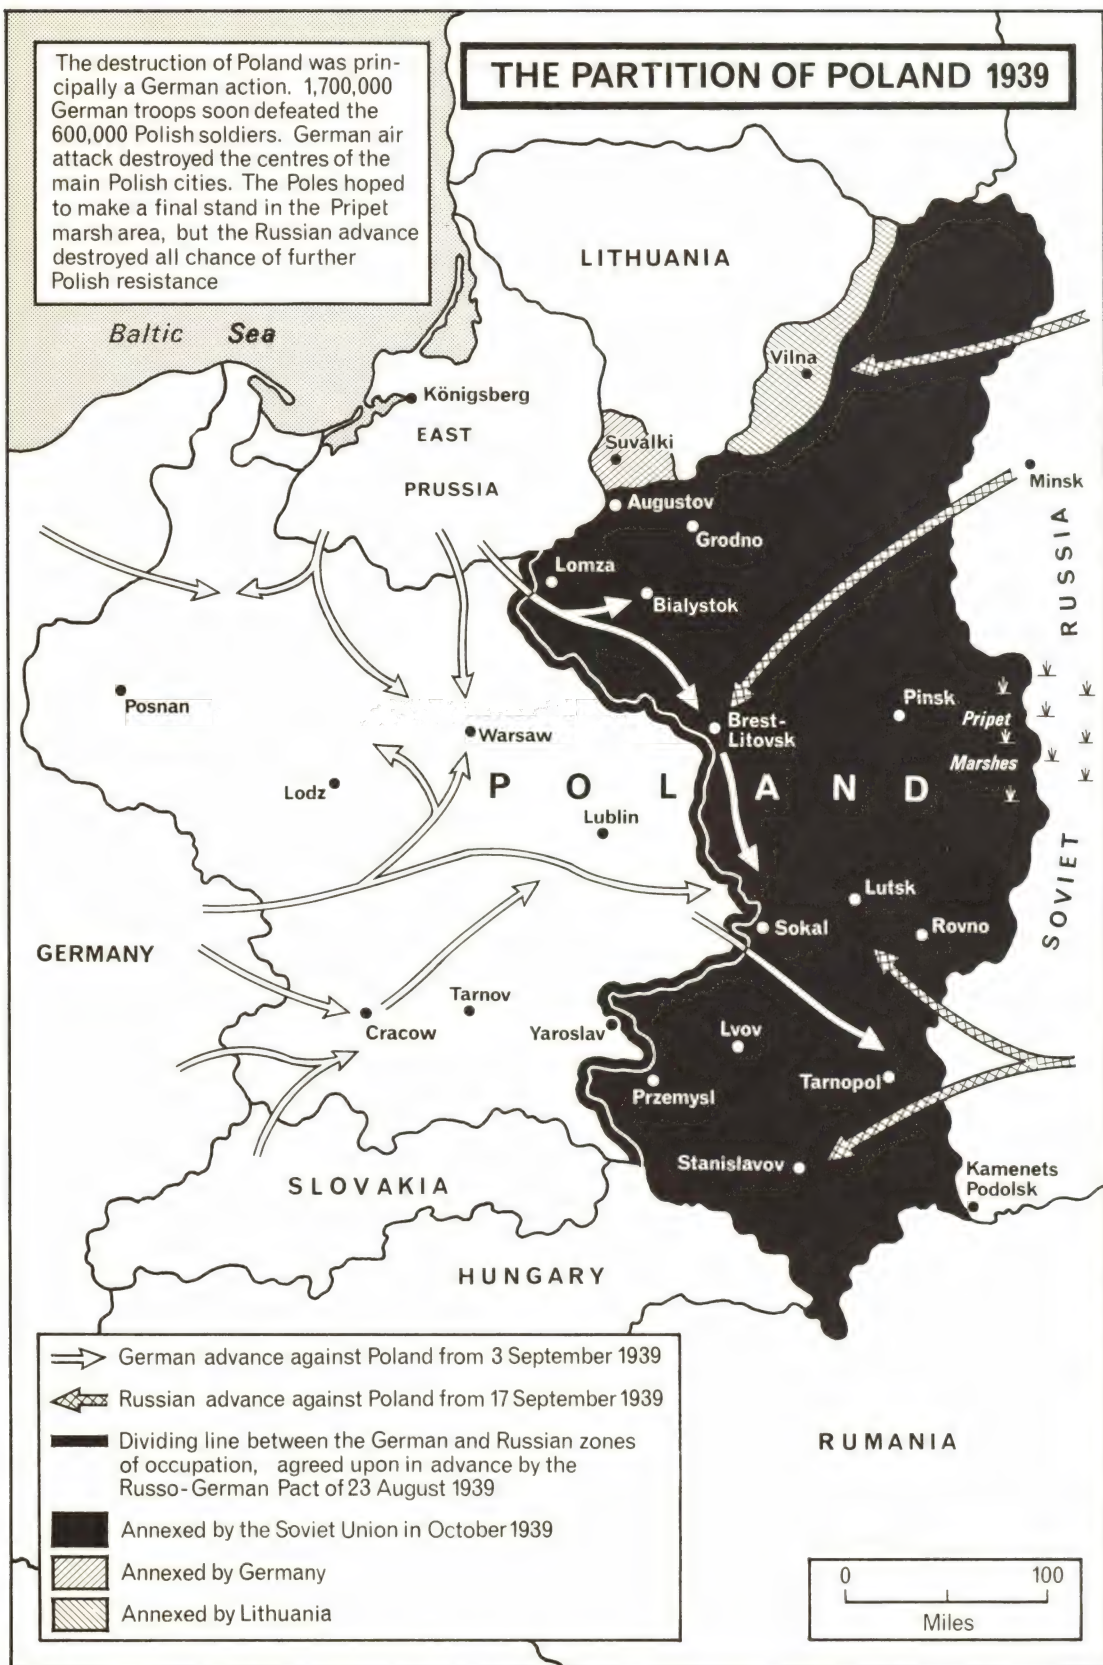 The destruction of Poland was prin-
cipally a German action. 1,700,000
German troops soon defeated the
600,000 Polish soldiers. German air
attack destroyed the centres of the
main Polish cities. The Poles hoped
to make a final stand in the Pripet
marsh area, but the Russian advance
destroyed all chance of further
Polish resistance
THE PARTITION OF POLAND 1939
LITHUANIA
Baltic Sea
Vilna
Königsberg
EAST
PRUSSIA
Suvalki
Minsk
Augustov
Grodno
Lomza
Bialystok
SOVIET RUSSIA
Posnan
Pinsk
Pripet
Marshes
Warsaw
Brest-
Litovsk
Lodz
POLAND
Lublin
Lutsk
Sokal
Rovno
GERMANY
Tarnov
Cracow
Yaroslav
Lvov
Przemysl
Tarnopol
Stanislavov
Kamenets
Podolsk
SLOVAKIA
HUNGARY
RUMANIA
German advance against Poland from 3 September 1939
Russian advance against Poland from 17 September 1939
Dividing line between the German and Russian zones
of occupation, agreed upon in advance by the
Russo-German Pact of 23 August 1939
Annexed by the Soviet Union in October 1939
Annexed by Germany
Annexed by Lithuania
0 100
Miles